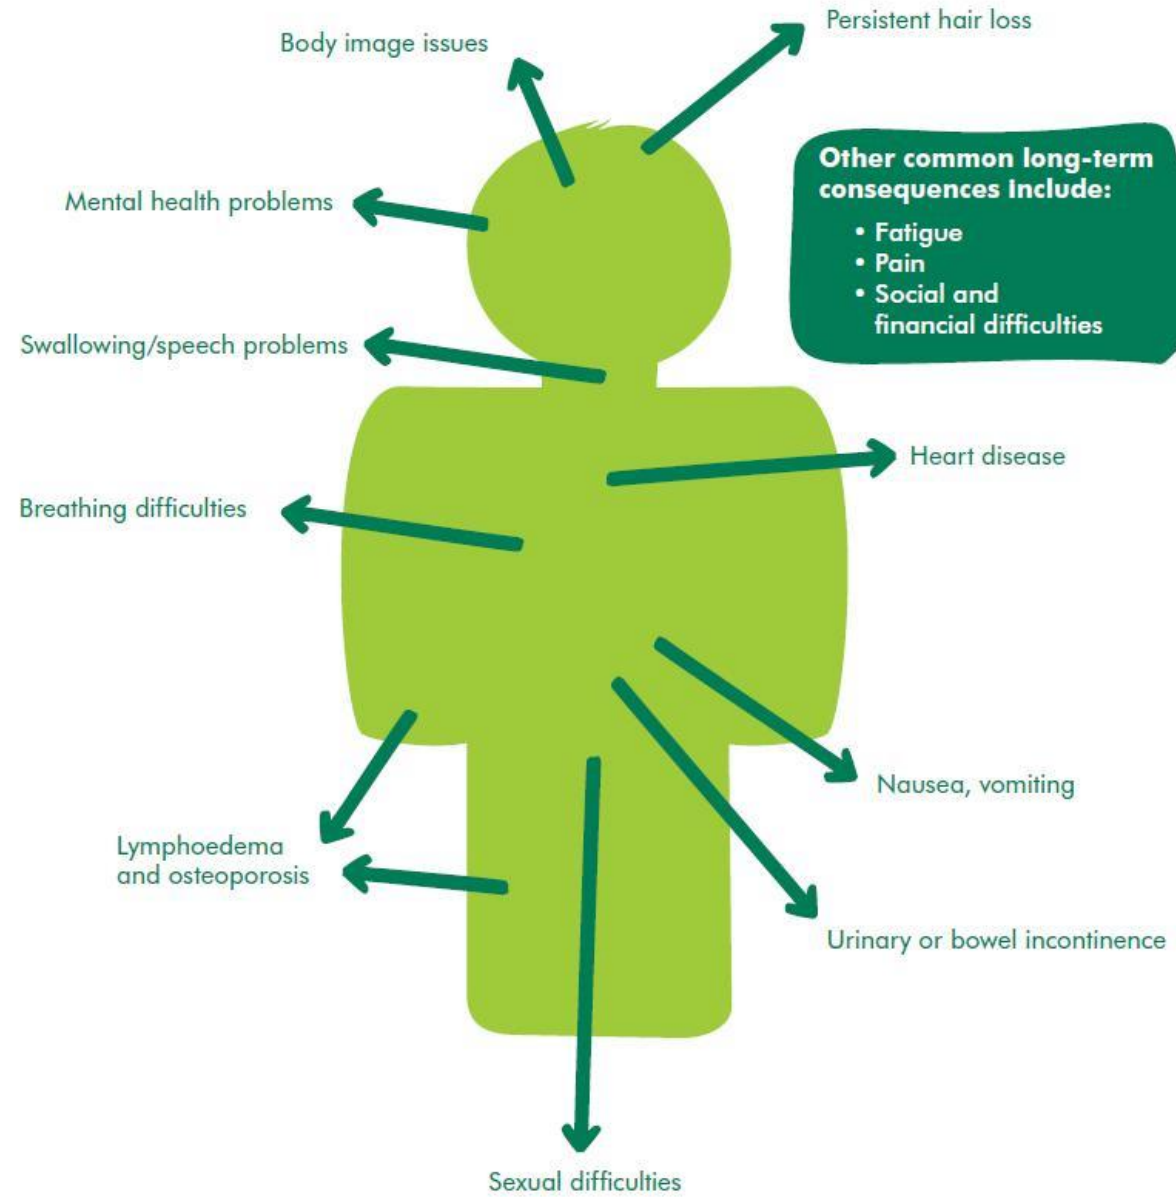 Persistent hair loss
Body image issues
Other common long-term
consequences Include:
• Fatigue
• Pain
• Social and
financial difficulties
Mental health problems
Swallowing/speech problems
Heart disease
Breathing difficulties
Nausea, vomiting
Lymphoedema
and osteoporosis
Urinary or bowel incontinence
Sexual difficulties